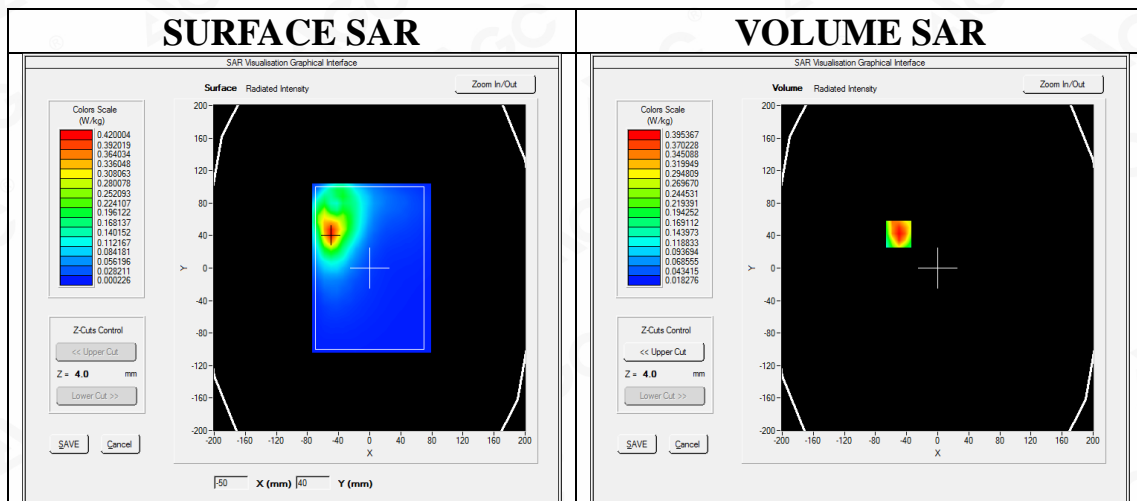 SURFACE SAR
VOLUME SAR
SAR Visualisation Graphical Interface
Surface Radiated Intensity
Zoom In/Out
Colors Scale
(W/kg)
0.420004
0.392019
0.364034
0.336048
0.308063
0.280078
0.252093
0.224107
0.196122
0.168137
0.140152
0.112167
0.084181
0.056196
0.028211
0.000226
Z-Cuts Control
<< Upper Cut
Z = 4.0 mm
Lower Cut >>
SAVE Cancel
200
160
120
80
40
0
-40
-80
-120
-160
-200
Y
-200 -160 -120 -80 -40 0 40 80 120 160 200
X
-50 X (mm) 40 Y (mm)
SAR Visualisation Graphical Interface
Volume Radiated Intensity
Zoom In/Out
Colors Scale
(W/kg)
0.395367
0.370228
0.345088
0.319949
0.294809
0.269670
0.244531
0.219391
0.194252
0.169112
0.143973
0.118833
0.093694
0.068555
0.043415
0.018276
Z-Cuts Control
<< Upper Cut
Z = 4.0 mm
Lower Cut >>
SAVE Cancel
200
160
120
80
40
0
-40
-80
-120
-160
-200
Y
-200 -160 -120 -80 -40 0 40 80 120 160 200
X